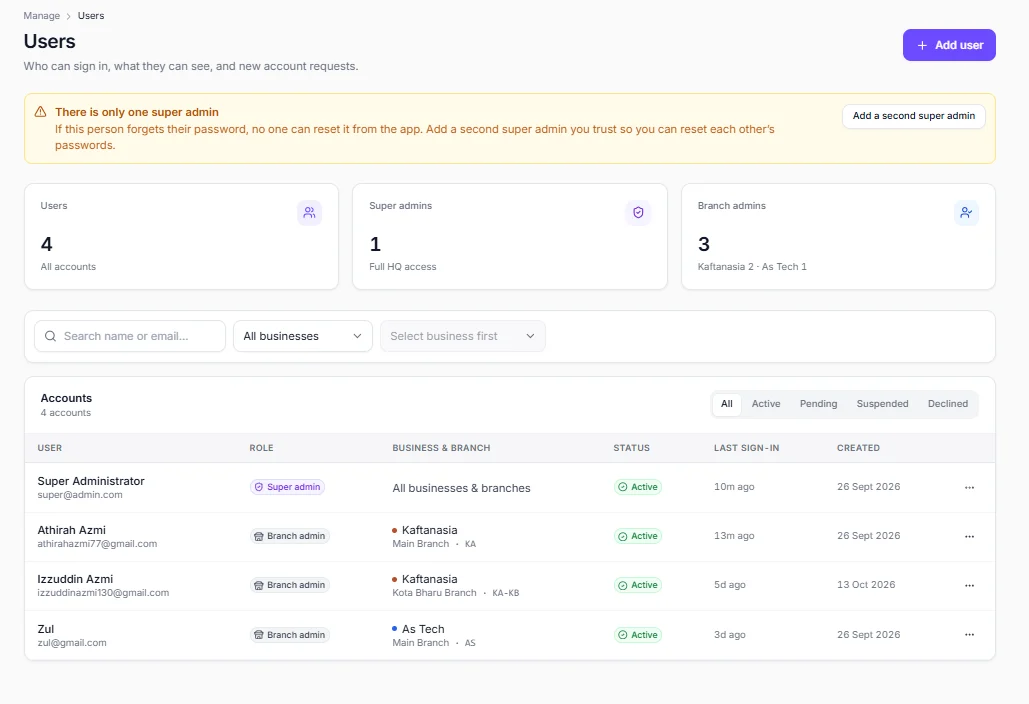 Manage > Users
Users
Who can sign in, what they can see, and new account requests.
+ Add user
There is only one super admin
If this person forgets their password, no one can reset it from the app. Add a second super admin you trust so you can reset each other's
passwords.
Add a second super admin
Users
4
All accounts
Super admins
1
Full HQ access
Branch admins
3
Kaftanasia 2 · As Tech 1
Search name or email...
All businesses
Select business first
Accounts
4 accounts
All Active Pending Suspended Declined
USER ROLE BUSINESS & BRANCH STATUS LAST SIGN-IN CREATED
Super Administrator
super@admin.com
Super admin
All businesses & branches
Active
10m ago
26 Sept 2026
Athirah Azmi
athirahazmi77@gmail.com
Branch admin
Kaftanasia
Main Branch · KA
Active
13m ago
26 Sept 2026
Izzuddin Azmi
izzuddinazmi130@gmail.com
Branch admin
Kaftanasia
Kota Bharu Branch · KA-KB
Active
5d ago
13 Oct 2026
Zul
zul@gmail.com
Branch admin
As Tech
Main Branch · AS
Active
3d ago
26 Sept 2026